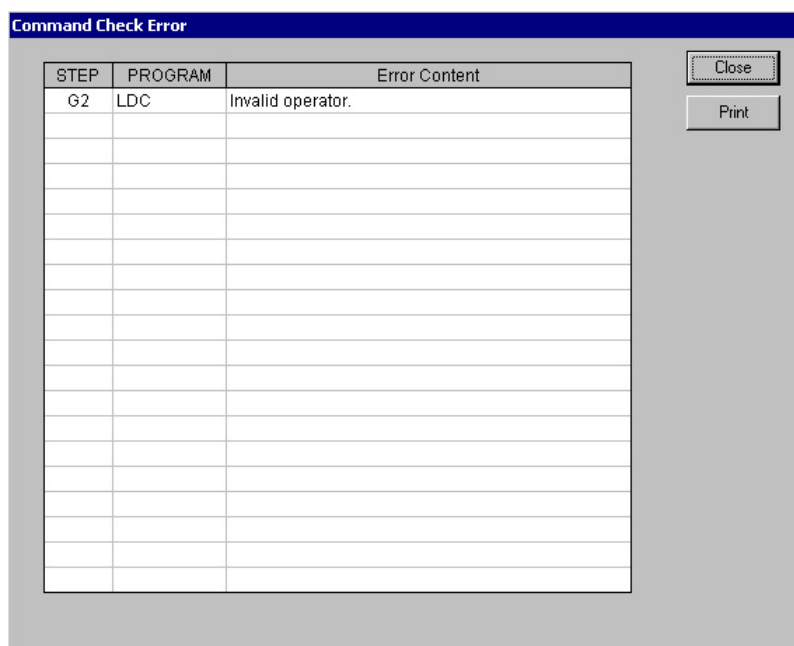 Command Check Error
STEP PROGRAM Error Content
G2 LDC Invalid operator.
Close
Print